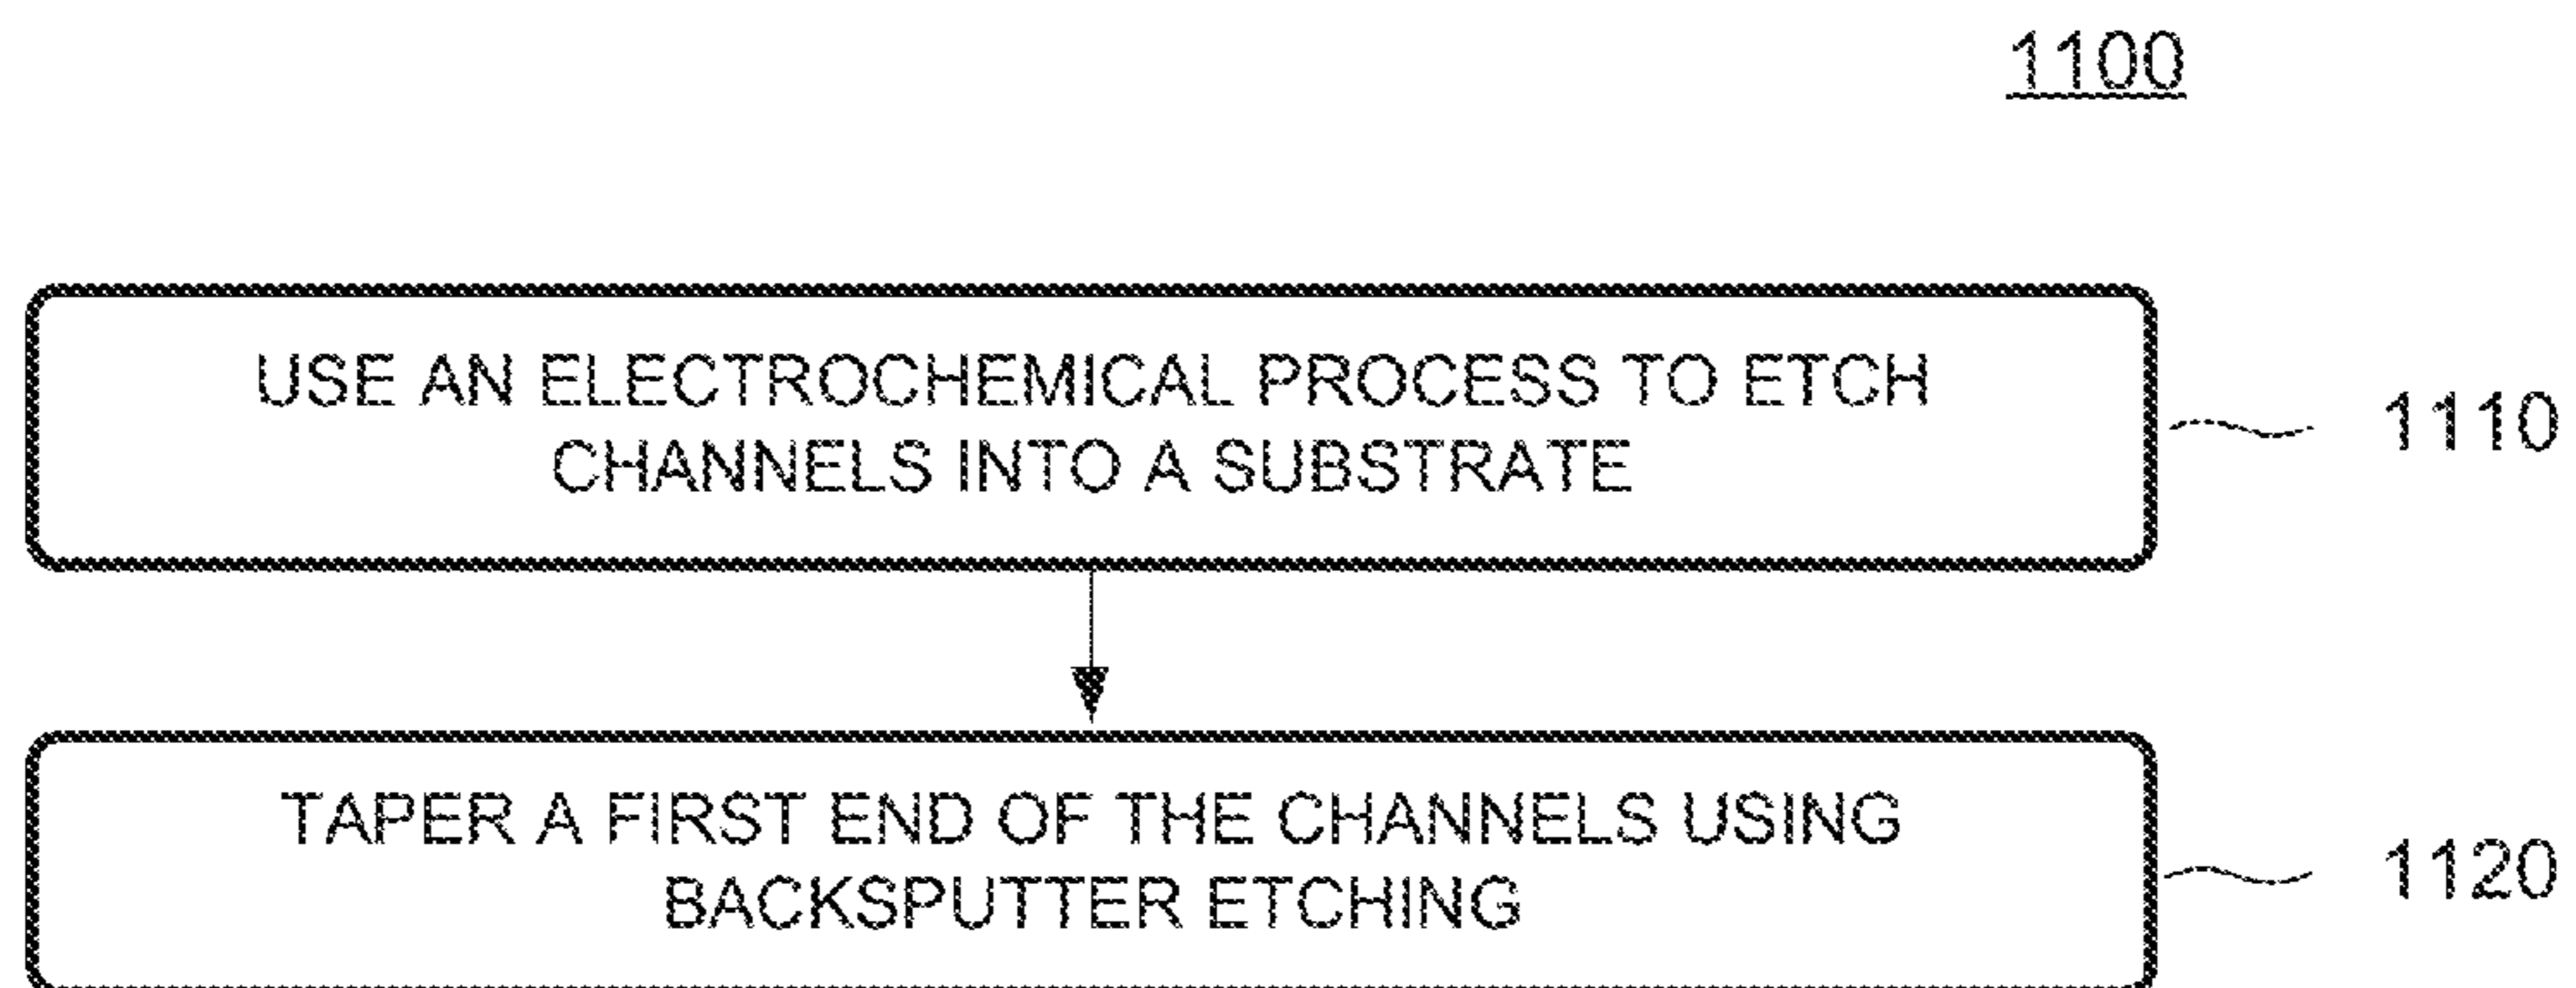 1100
USE AN ELECTROCHEMICAL PROCESS TO ETCH
CHANNELS INTO A SUBSTRATE
1110
TAPER A FIRST END OF THE CHANNELS USING
BACKSPUTTER ETCHING
1120